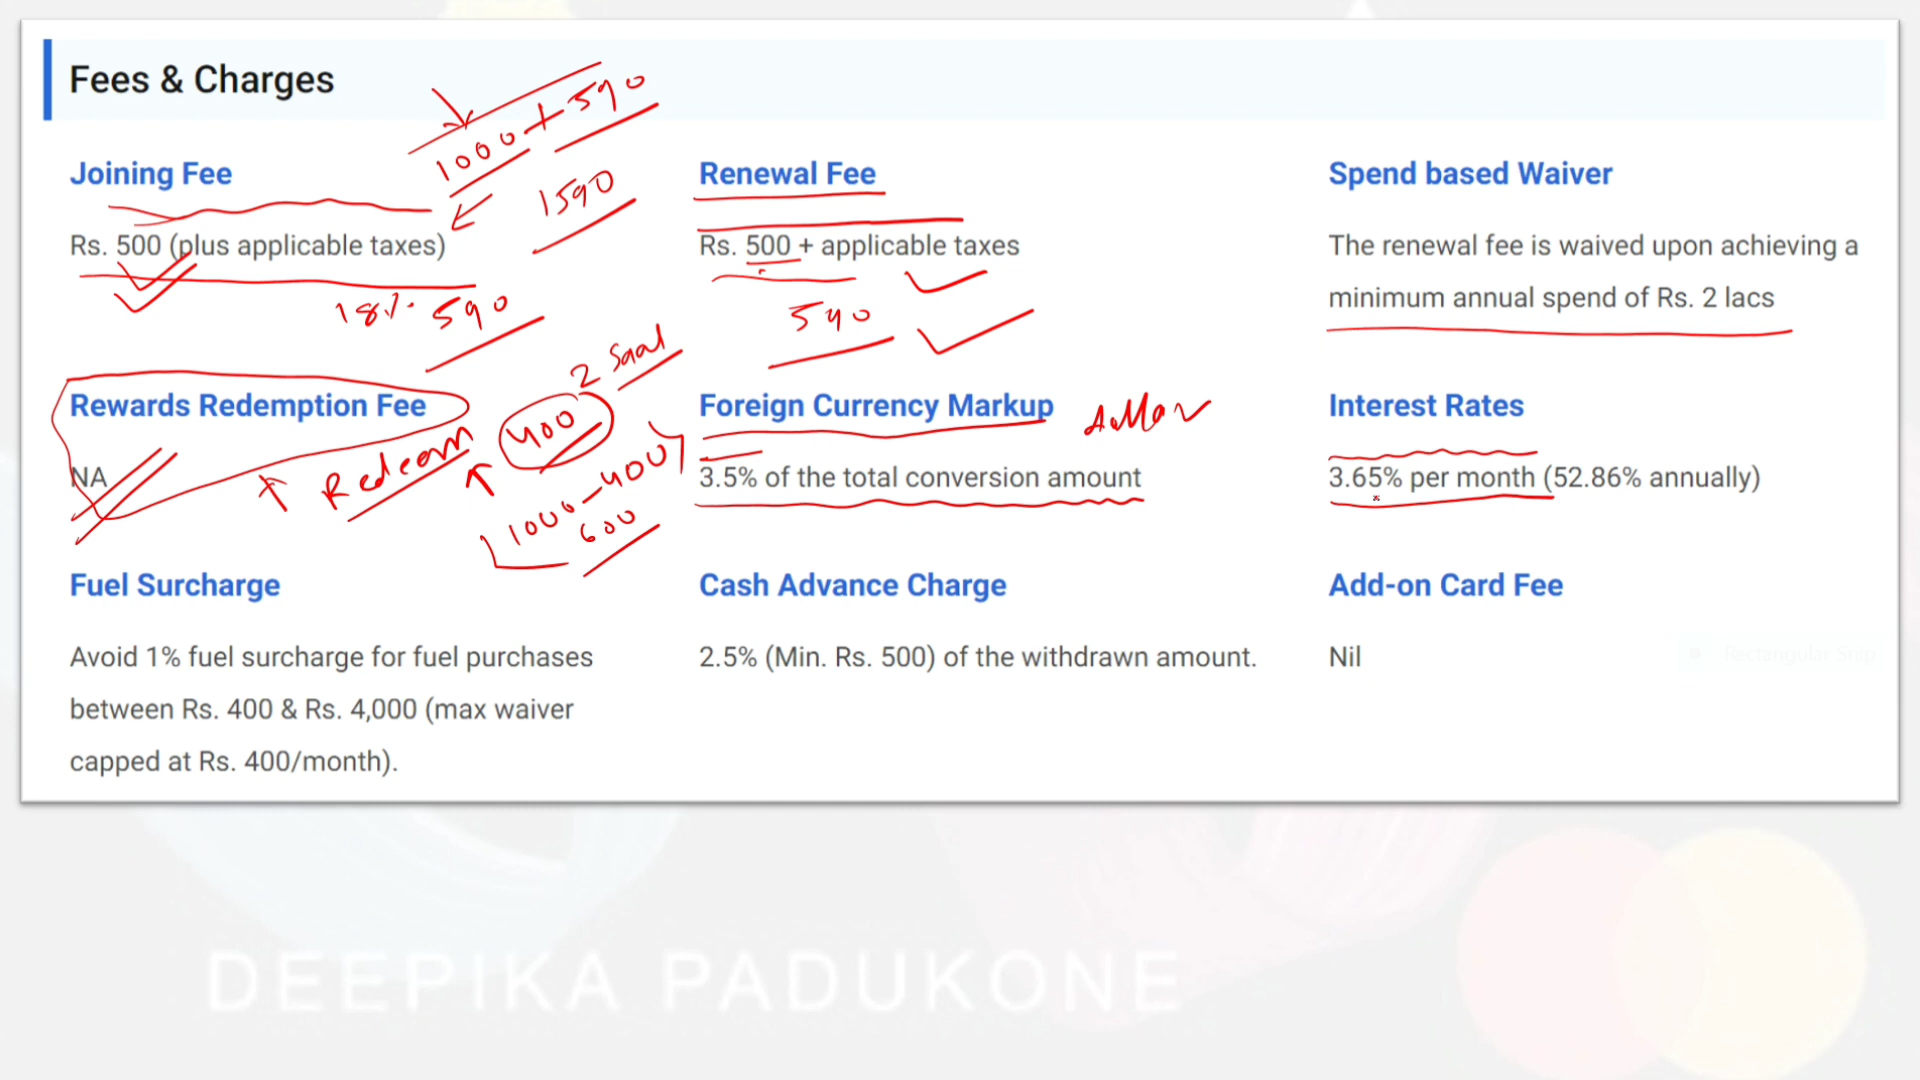 Fees & Charges
1000 + 590
1590
Joining Fee
Rs. 500 (plus applicable taxes)
18% 590
Renewal Fee
Rs. 500 + applicable taxes
590
Spend based Waiver
The renewal fee is waived upon achieving a
minimum annual spend of Rs. 2 lacs
Rewards Redemption Fee
NA
Redeem
400
2 Saal
1000-400
600
Foreign Currency Markup
3.5% of the total conversion amount
Interest Rates
3.65% per month (52.86% annually)
Fuel Surcharge
Avoid 1% fuel surcharge for fuel purchases
between Rs. 400 & Rs. 4,000 (max waiver
capped at Rs. 400/month).
Cash Advance Charge
2.5% (Min. Rs. 500) of the withdrawn amount.
Add-on Card Fee
Nil
Rectangular Snip
DEEPIKA PADUKONE